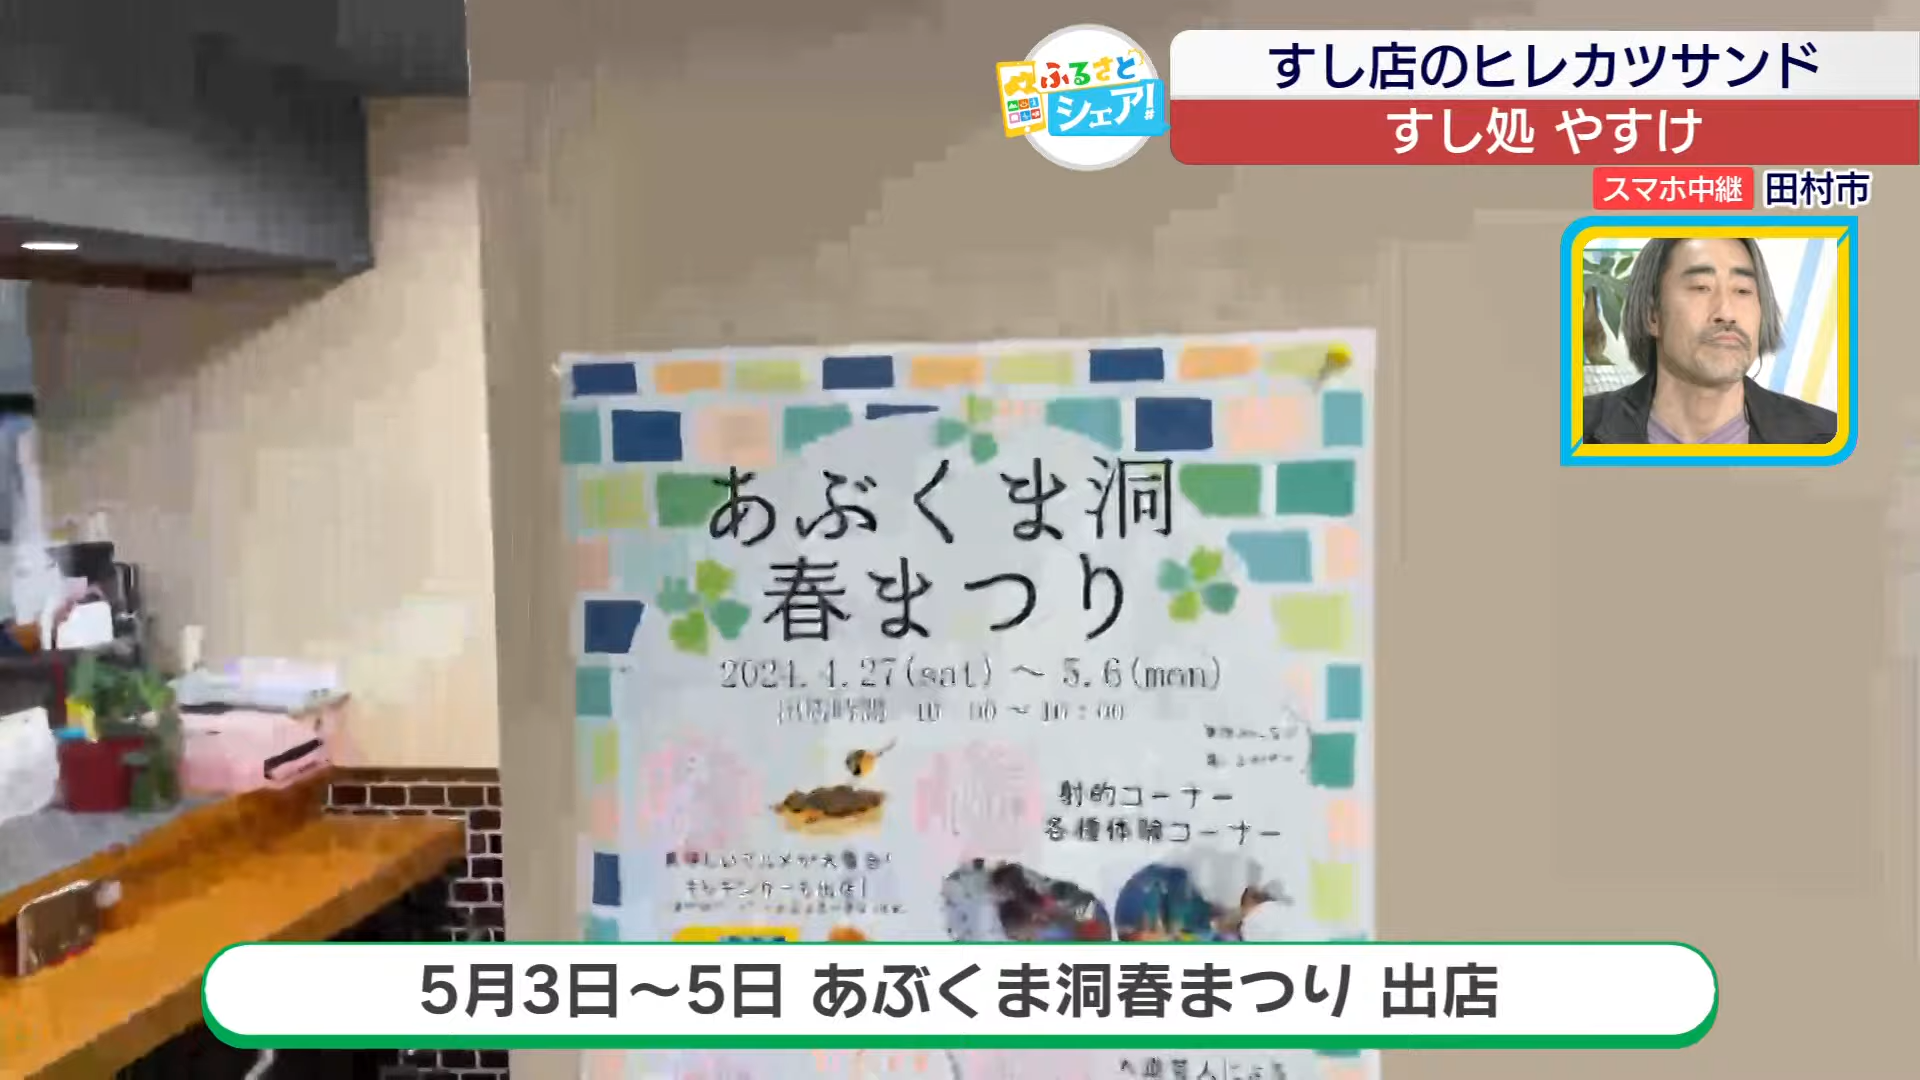 ふるさと
シェア!
すし店のヒレカツサンド
すし処 やすけ
スマホ中継 田村市
あぶくま洞
春まつり
2024.4.27(sat) ～ 5.6(mon)
射的コーナー
各種体験コーナー
5月3日～5日 あぶくま洞春まつり 出店